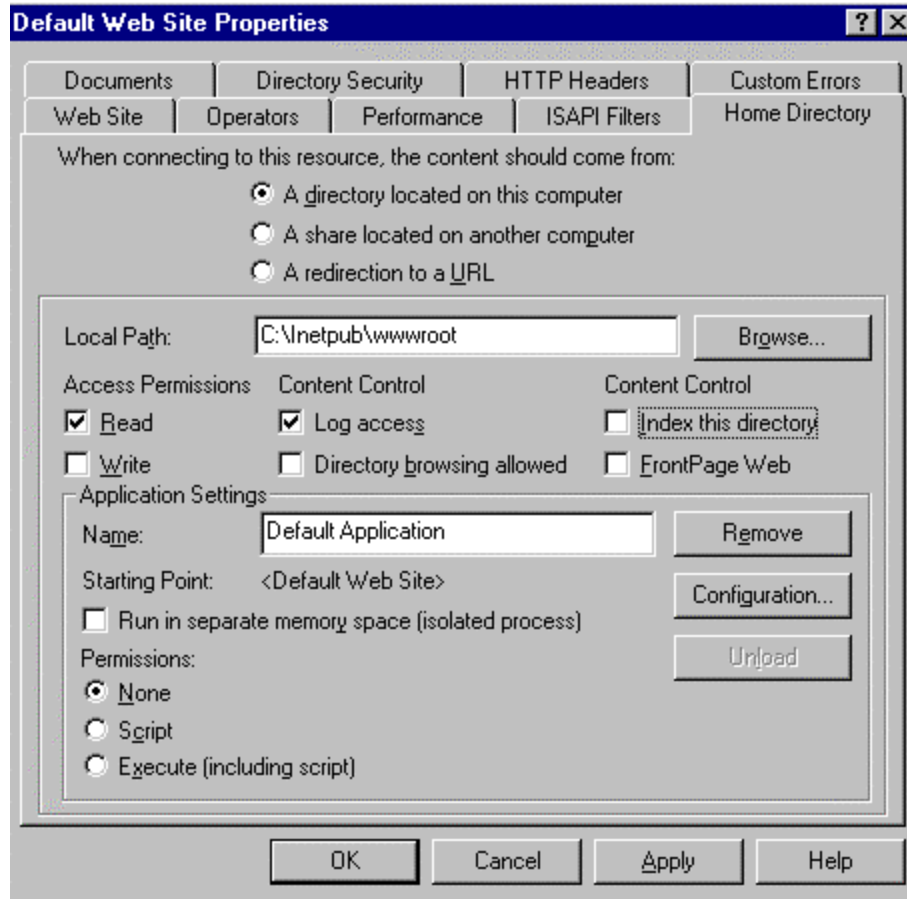 Default Web Site Properties
Documents Directory Security HTTP Headers Custom Errors
Web Site Operators Performance ISAPI Filters Home Directory
When connecting to this resource, the content should come from:
A directory located on this computer
A share located on another computer
A redirection to a URL
Local Path: C:\Inetpub\wwwroot Browse...
Access Permissions Content Control Content Control
Read Log access Index this directory
Write Directory browsing allowed FrontPage Web
Application Settings
Name: Default Application Remove
Starting Point: <Default Web Site> Configuration...
Run in separate memory space (isolated process)
Permissions: Unload
None
Script
Execute (including script)
OK Cancel Apply Help